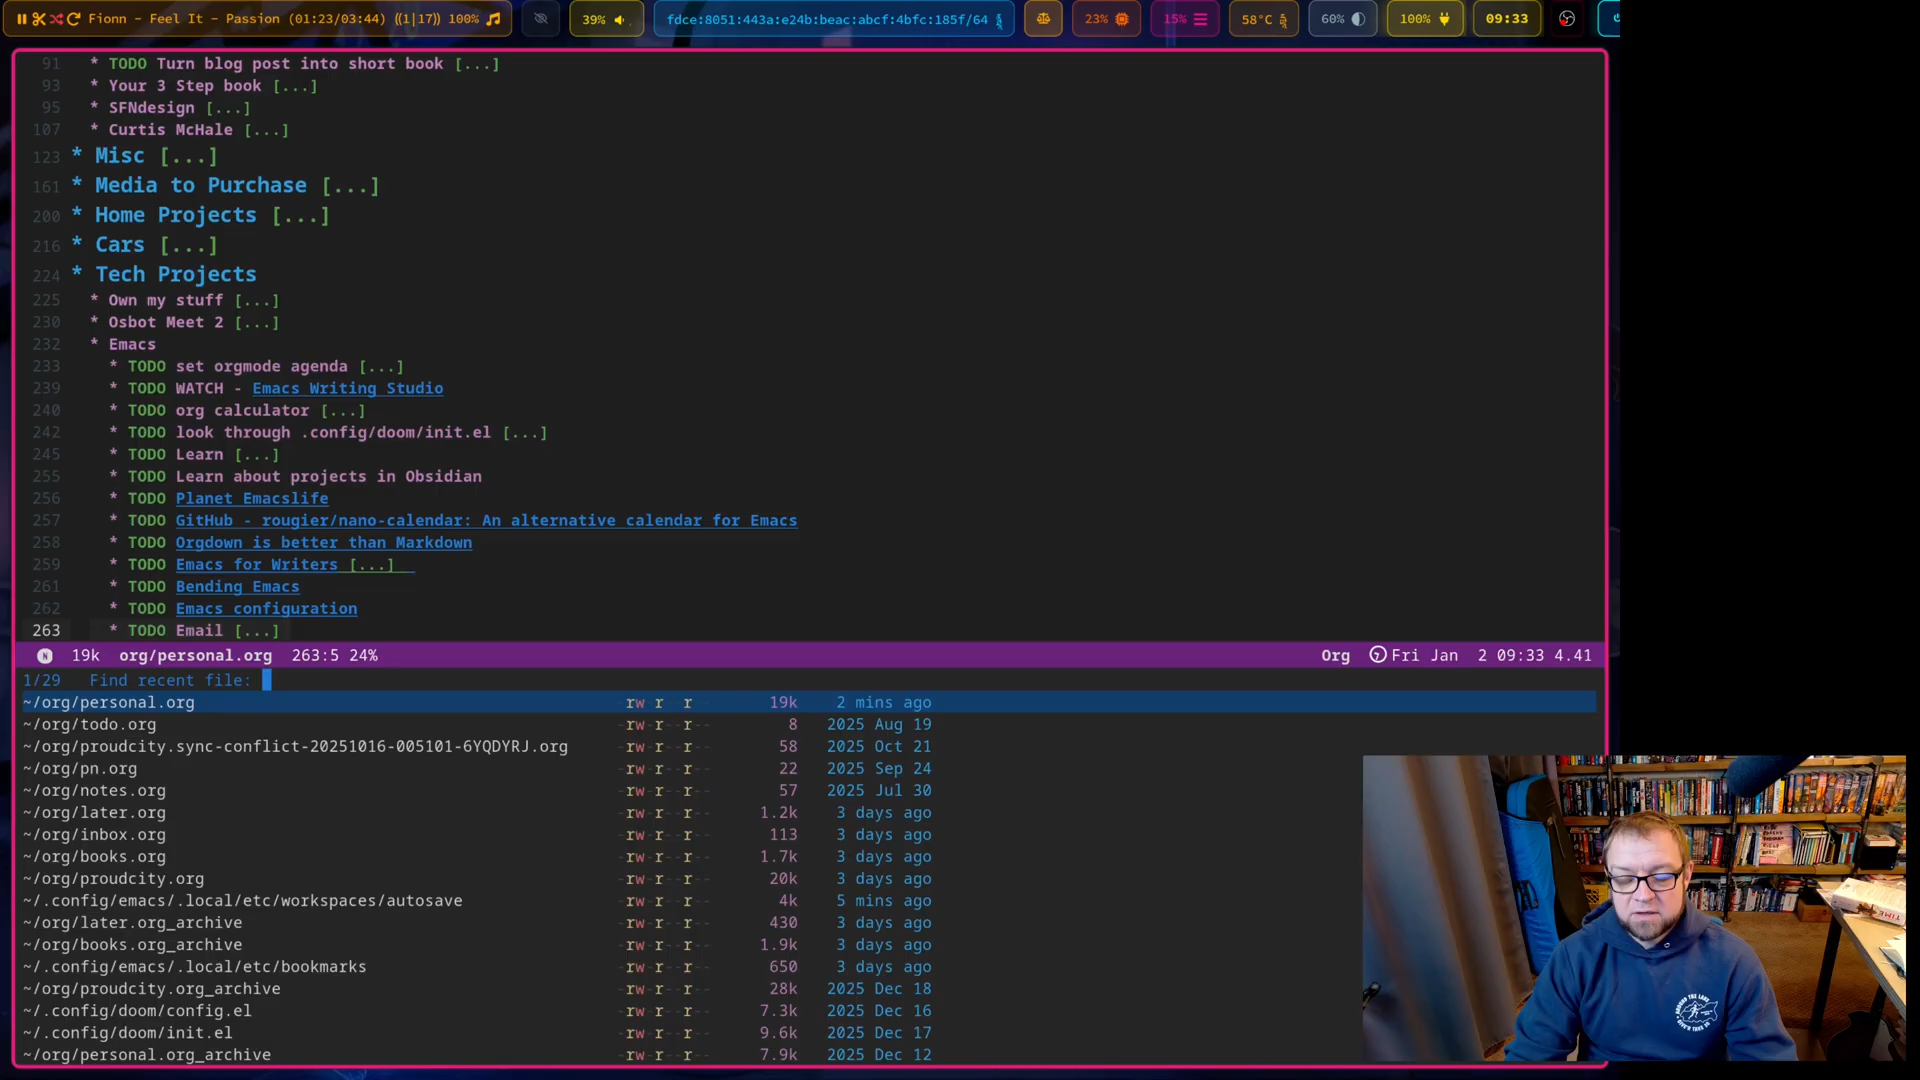 Fionn - Feel It - Passion (01:23/03:44) ((1|17) 100%
39%
fdce:8051:443a:e24b:beac:abcf:4bfc:185f/64
23%
15%
58°C
60%
100%
09:33
91 * TODO Turn blog post into short book [...]
93 * Your 3 Step book [...]
95 * SFNdesign [...]
107 * Curtis McHale [...]
123 * Misc [...]
161 * Media to Purchase [...]
200 * Home Projects [...]
216 * Cars [...]
224 * Tech Projects
225 * Own my stuff [...]
230 * Osbot Meet 2 [...]
232 * Emacs
233 * TODO set orgmode agenda [...]
239 * TODO WATCH - Emacs Writing Studio
240 * TODO org calculator [...]
242 * TODO look through .config/doom/init.el [...]
245 * TODO Learn [...]
255 * TODO Learn about projects in Obsidian
256 * TODO Planet Emacslife
257 * TODO GitHub - rougier/nano-calendar: An alternative calendar for Emacs
258 * TODO Orgdown is better than Markdown
259 * TODO Emacs for Writers [...]
261 * TODO Bending Emacs
262 * TODO Emacs configuration
263 * TODO Email [...]
N 19k org/personal.org 263:5 24% Org Fri Jan 2 09:33 4.41
1/29 Find recent file:
~/org/personal.org -rw-r--r-- 19k 2 mins ago
~/org/todo.org -rw-r--r-- 8 2025 Aug 19
~/org/proudcity.sync-conflict-20251016-005101-6YQDYRJ.org -rw-r--r-- 58 2025 Oct 21
~/org/pn.org -rw-r--r-- 22 2025 Sep 24
~/org/notes.org -rw-r--r-- 57 2025 Jul 30
~/org/later.org -rw-r--r-- 1.2k 3 days ago
~/org/inbox.org -rw-r--r-- 113 3 days ago
~/org/books.org -rw-r--r-- 1.7k 3 days ago
~/org/proudcity.org -rw-r--r-- 20k 3 days ago
~/.config/emacs/.local/etc/workspaces/autosave -rw-r--r-- 4k 5 mins ago
~/org/later.org_archive -rw-r--r-- 430 3 days ago
~/org/books.org_archive -rw-r--r-- 1.9k 3 days ago
~/.config/emacs/.local/etc/bookmarks -rw-r--r-- 650 3 days ago
~/org/proudcity.org_archive -rw-r--r-- 28k 2025 Dec 18
~/.config/doom/config.el -rw-r--r-- 7.3k 2025 Dec 16
~/.config/doom/init.el -rw-r--r-- 9.6k 2025 Dec 17
~/org/personal.org_archive -rw-r--r-- 7.9k 2025 Dec 12
TIME